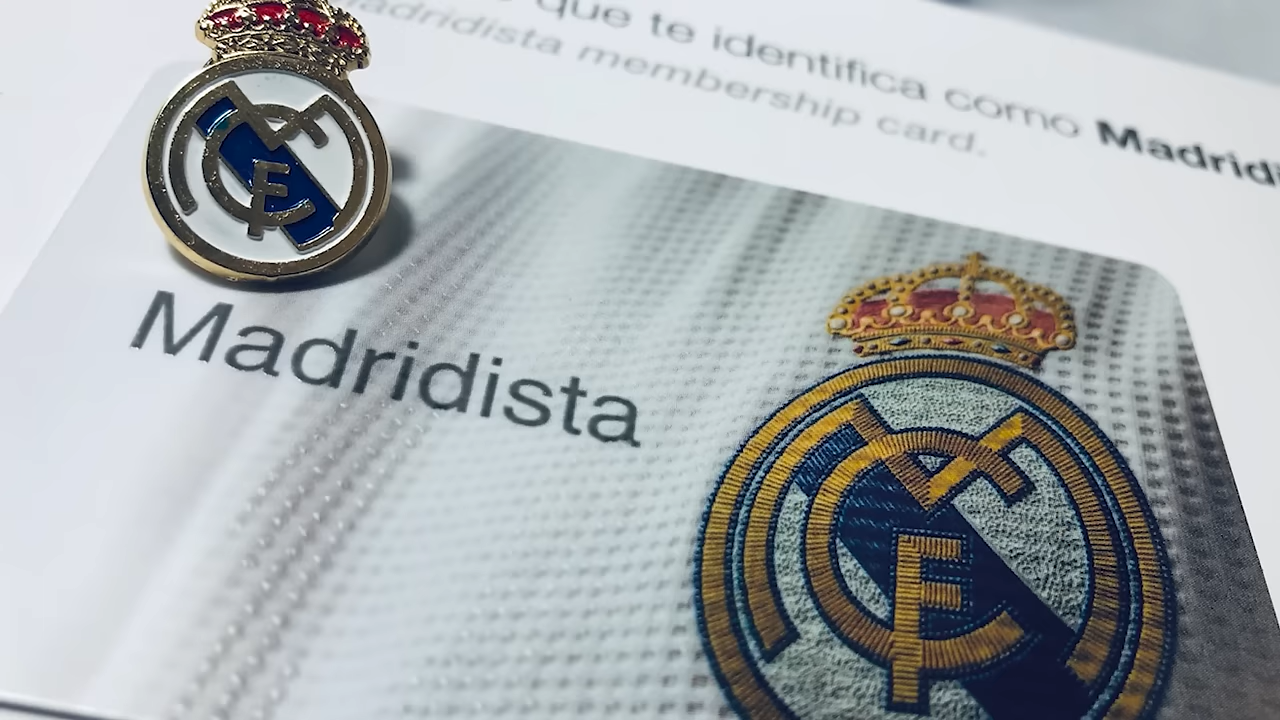 que te identifica como Madridi
Madridista membership card.
Madridista